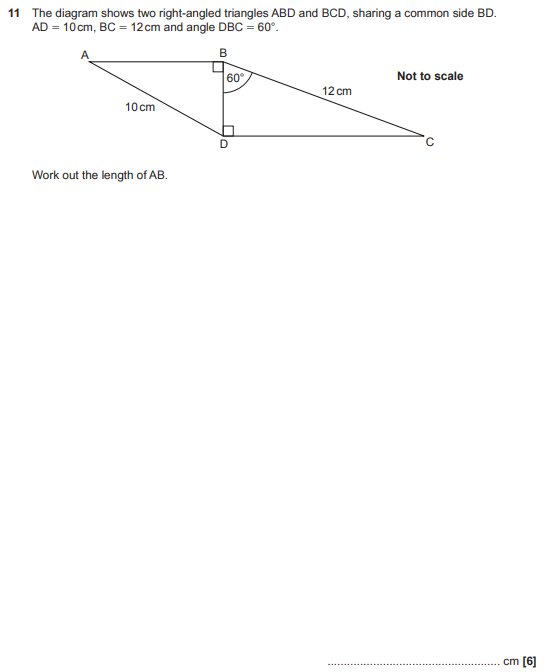 11 The diagram shows two right-angled triangles ABD and BCD, sharing a common side BD.
AD = 10 cm, BC = 12 cm and angle DBC = 60°.
A
B
60°
Not to scale
12 cm
10 cm
D
C
Work out the length of AB.
.................................................... cm [6]